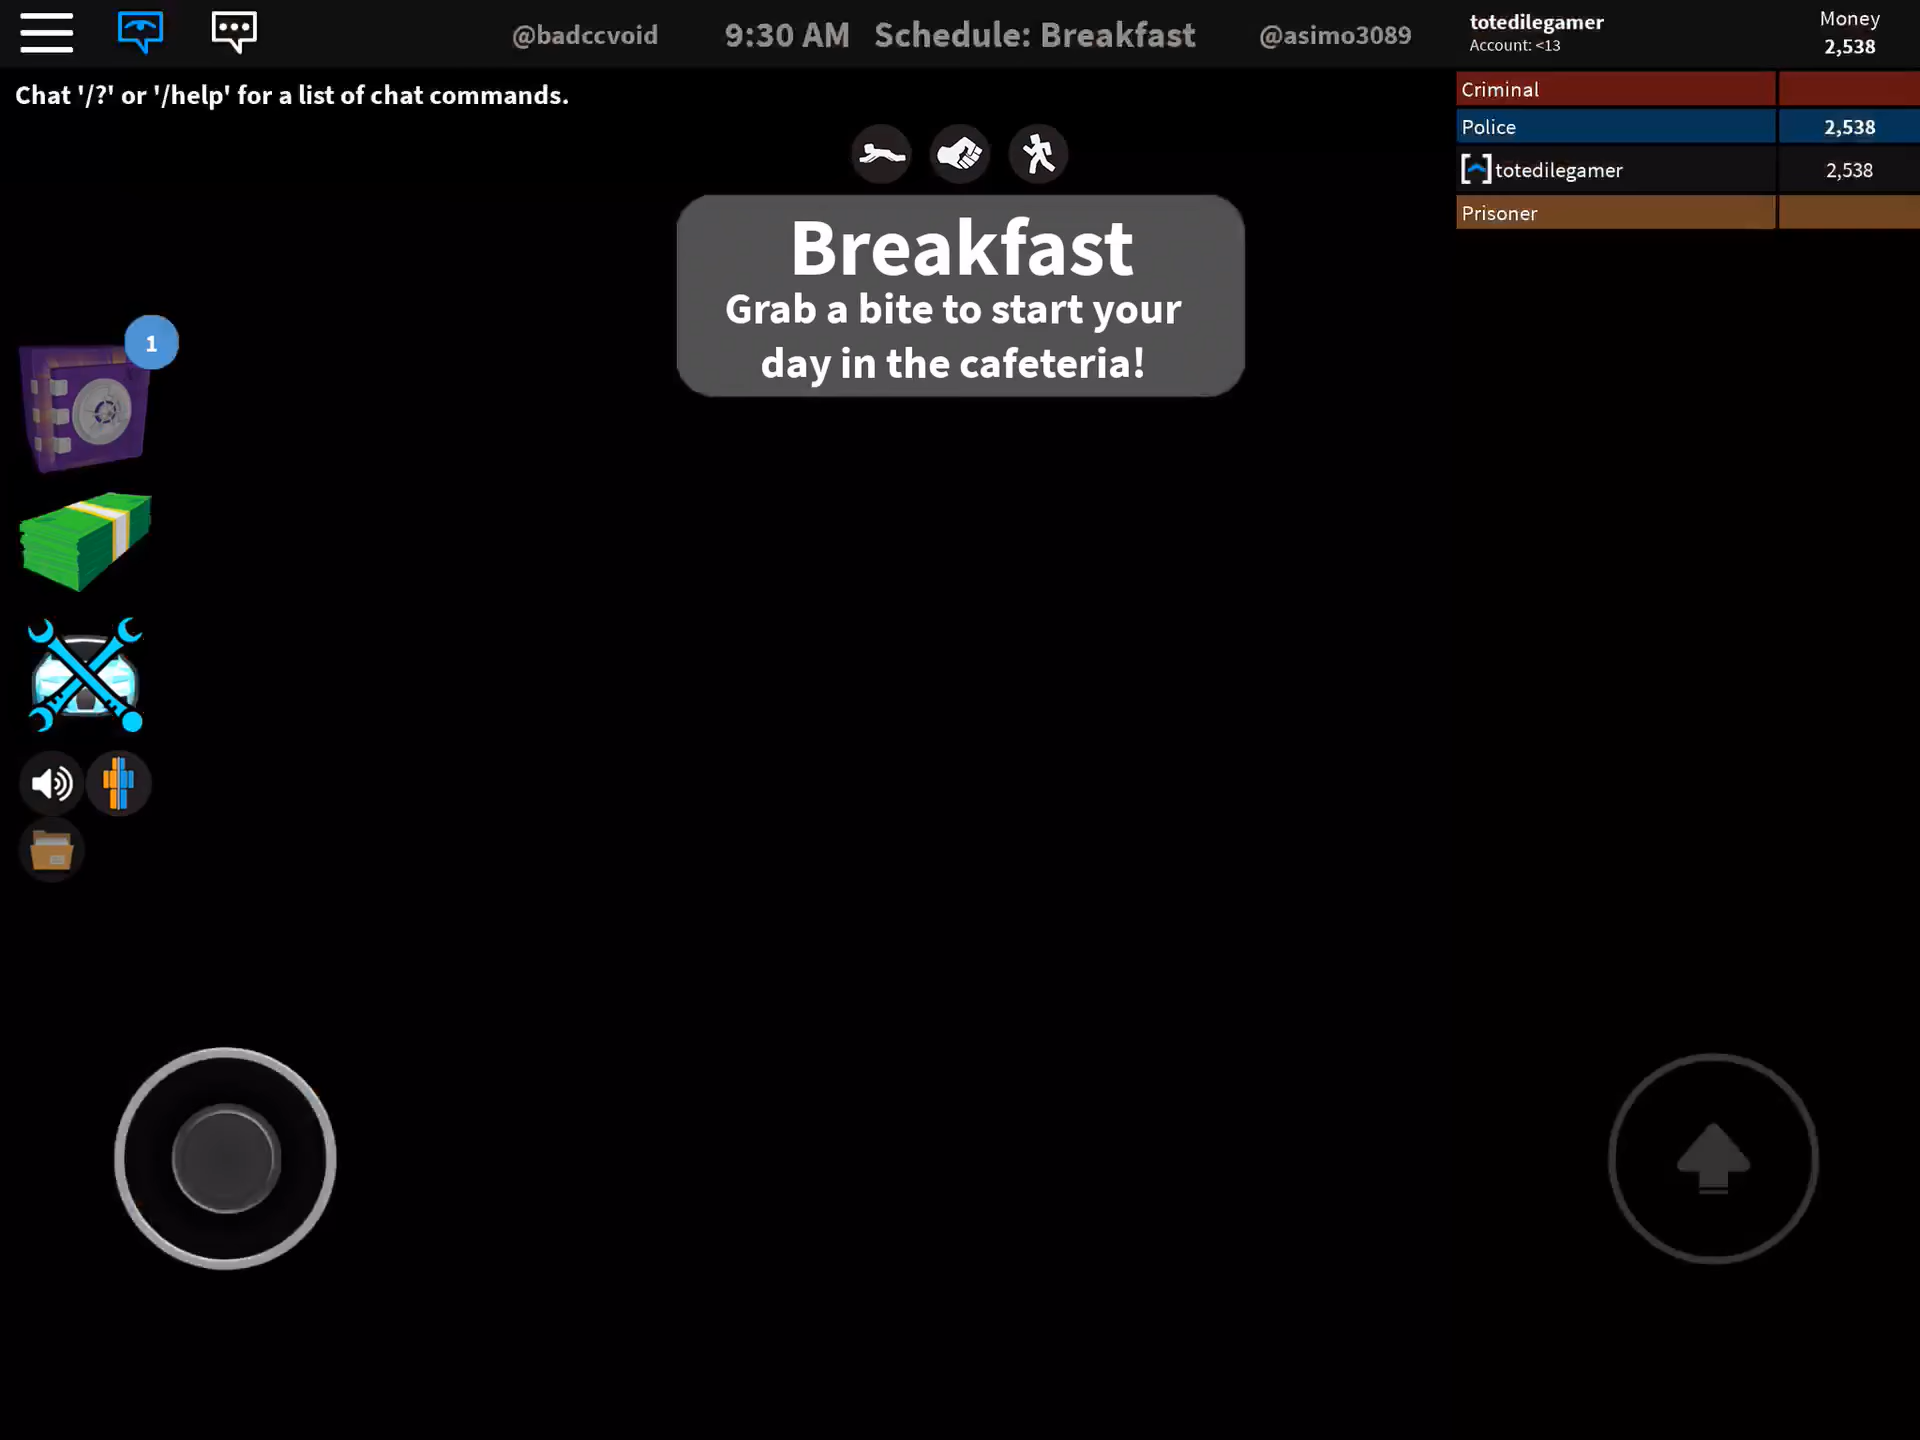 @badccvoid 9:30 AM Schedule: Breakfast @asimo3089
totedilegamer
Account: <13
Money
2,538
Chat '/?' or '/help' for a list of chat commands.
Criminal
Police 2,538
totedilegamer 2,538
Prisoner
Breakfast
Grab a bite to start your
day in the cafeteria!
1